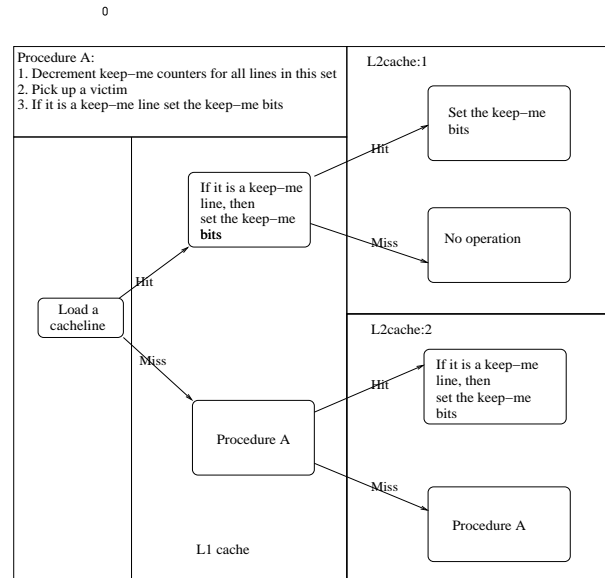 0
Procedure A:
1. Decrement keep−me counters for all lines in this set
2. Pick up a victim
3. If it is a keep−me line set the keep−me bits
L2cache:1
Set the keep−me
bits
Hit
If it is a keep−me
line, then
set the keep−me
bits
Miss
No operation
Hit
Load a
cacheline
L2cache:2
Miss
If it is a keep−me
line, then
set the keep−me
bits
Hit
Procedure A
Miss
Procedure A
L1 cache